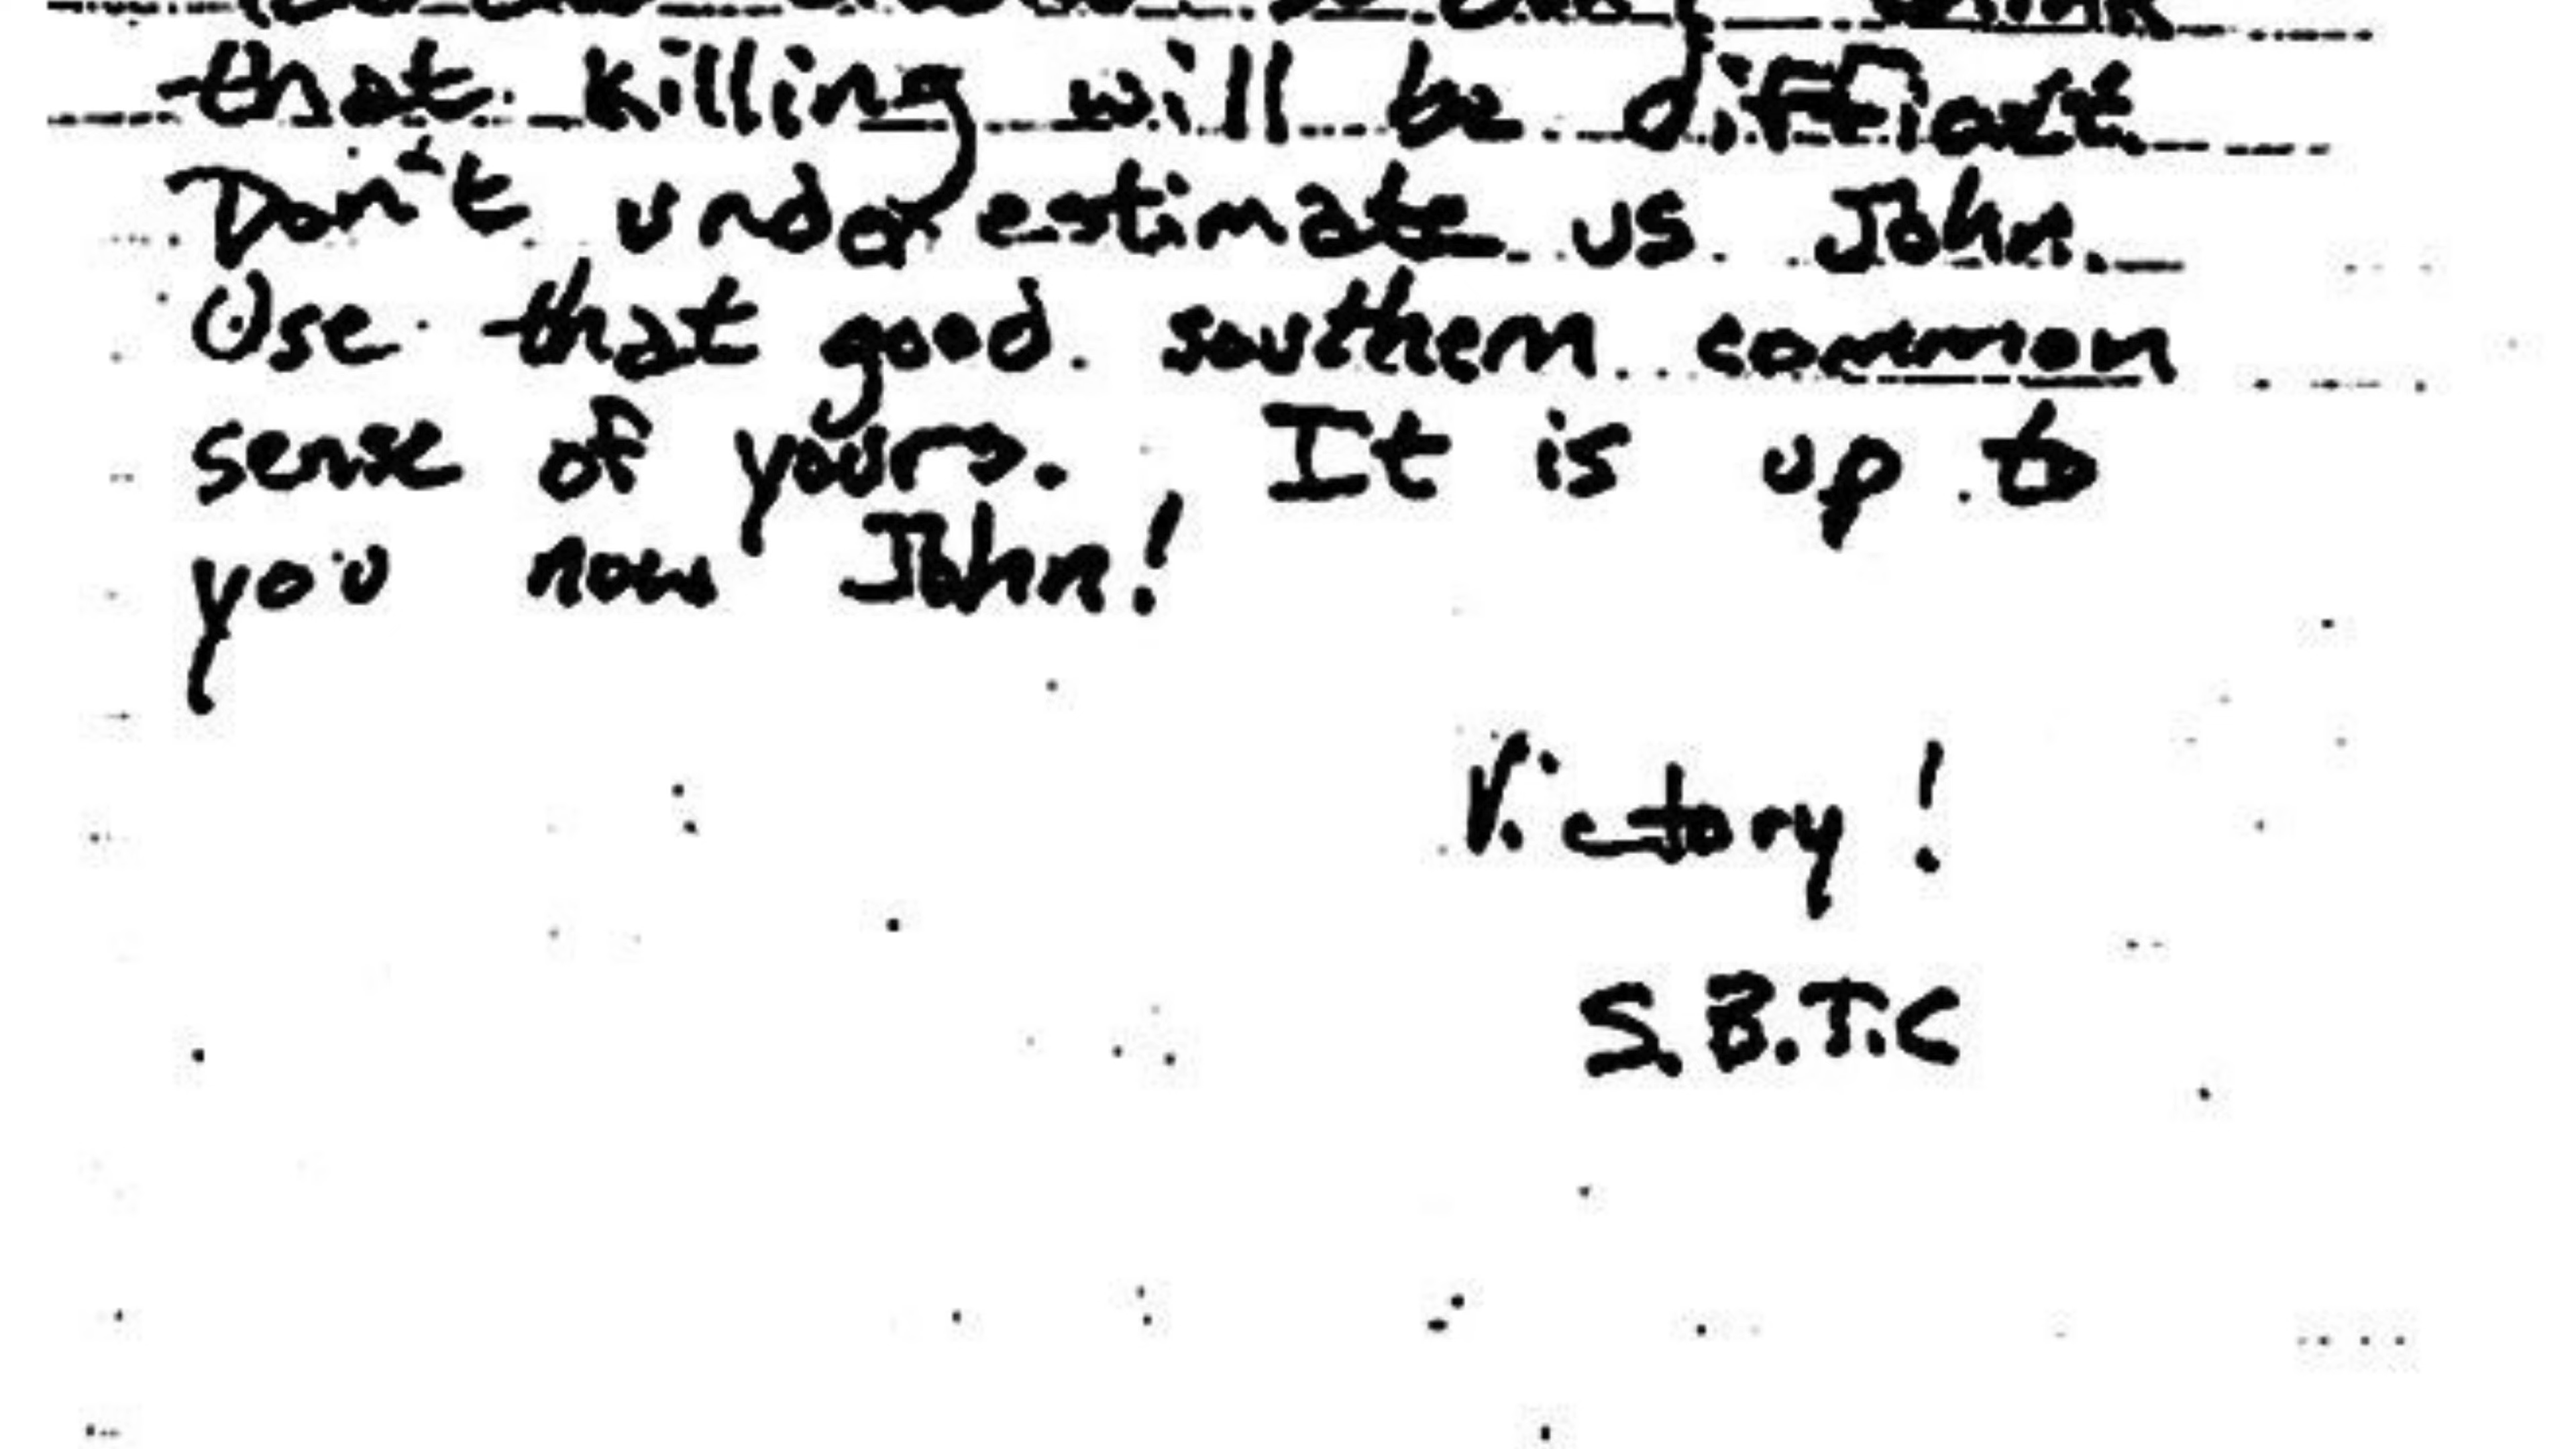 think
that killing will be difficult.
Don't underestimate us John.
Use that good southern common
sense of yours. It is up to
you now John!
Victory!
S.B.T.C